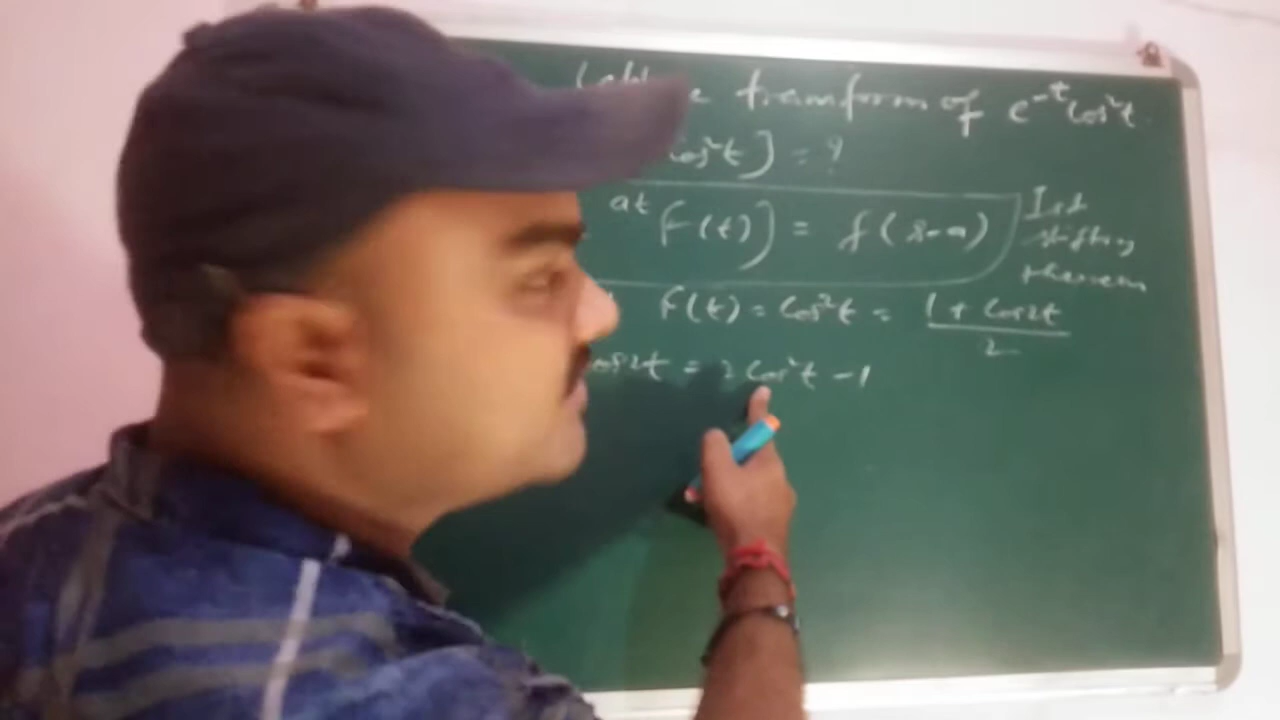 transform of e^-t cos²t
cos²t] = ?
at F(t)] = f(s-a)
Ist shifting theorem
F(t) = cos²t = 1 + cos2t / 2
cos2t = 2cos²t - 1